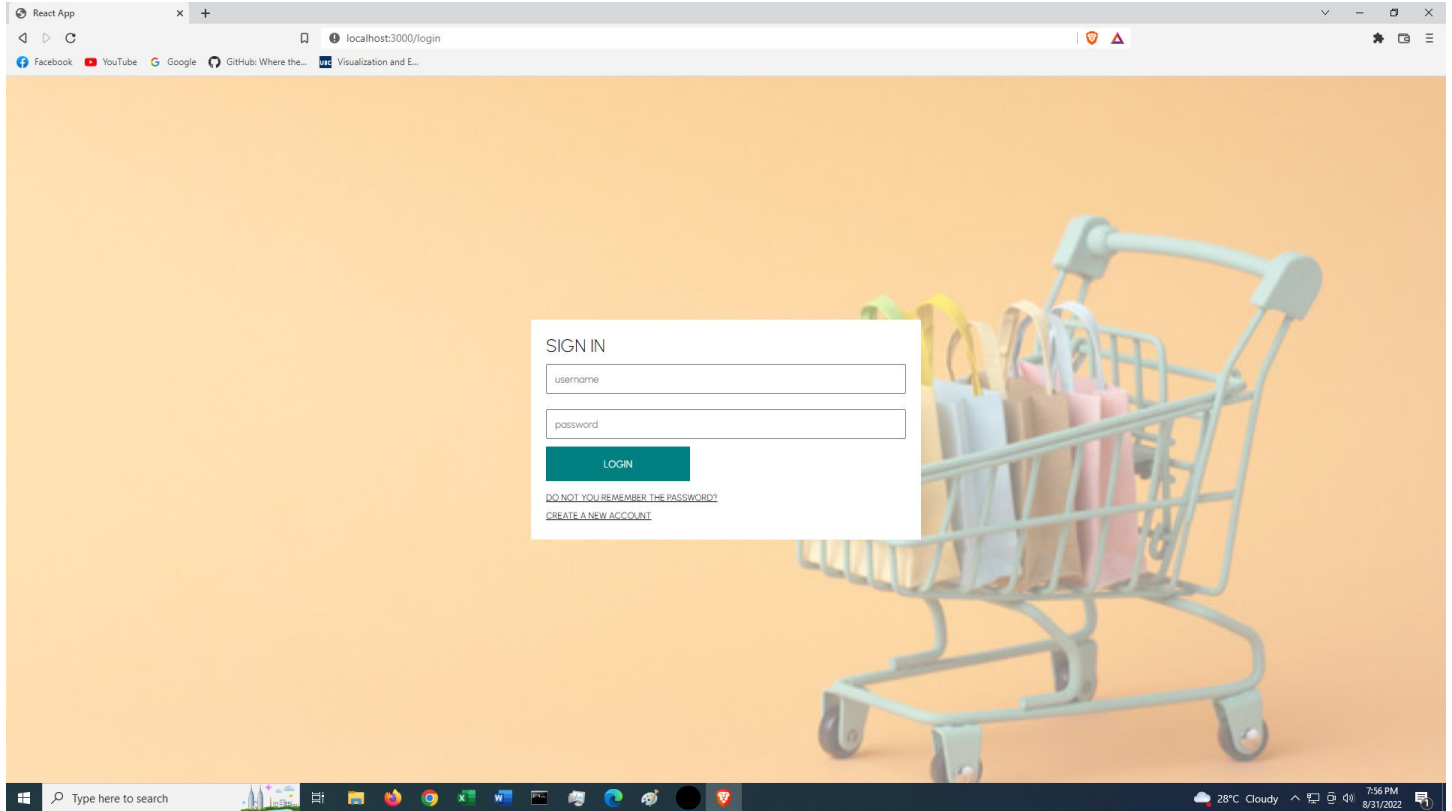 React App
localhost:3000/login
Facebook YouTube Google GitHub: Where the... UBC Visualization and E...
SIGN IN
username
password
LOGIN
DO NOT YOU REMEMBER THE PASSWORD?
CREATE A NEW ACCOUNT
Type here to search
28°C Cloudy
7:56 PM
8/31/2022